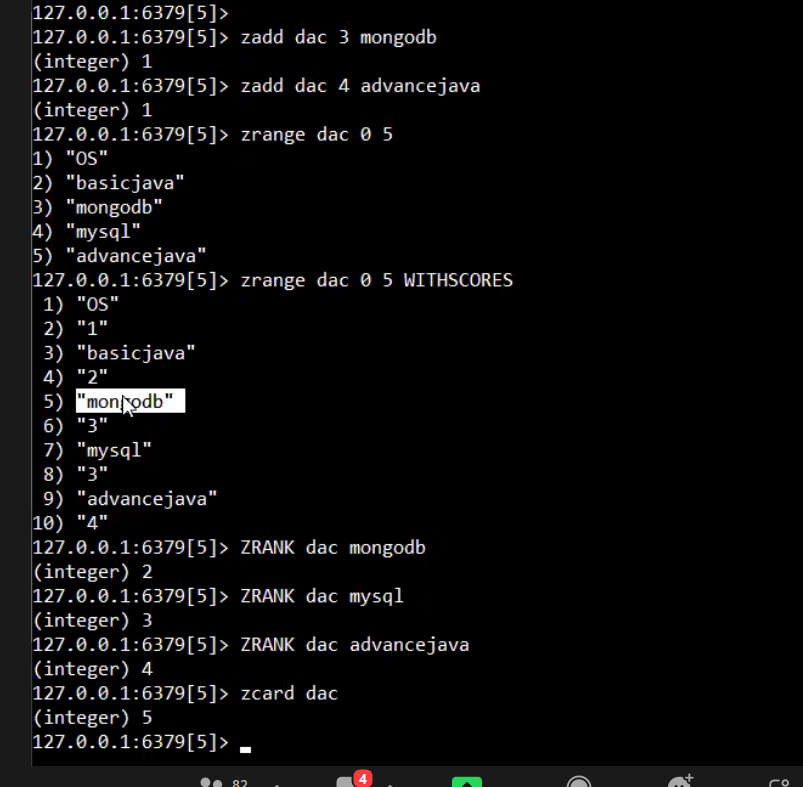 127.0.0.1:6379[5]>
127.0.0.1:6379[5]> zadd dac 3 mongodb
(integer) 1
127.0.0.1:6379[5]> zadd dac 4 advancejava
(integer) 1
127.0.0.1:6379[5]> zrange dac 0 5
1) "OS"
2) "basicjava"
3) "mongodb"
4) "mysql"
5) "advancejava"
127.0.0.1:6379[5]> zrange dac 0 5 WITHSCORES
1) "OS"
2) "1"
3) "basicjava"
4) "2"
5) "mongodb"
6) "3"
7) "mysql"
8) "3"
9) "advancejava"
10) "4"
127.0.0.1:6379[5]> ZRANK dac mongodb
(integer) 2
127.0.0.1:6379[5]> ZRANK dac mysql
(integer) 3
127.0.0.1:6379[5]> ZRANK dac advancejava
(integer) 4
127.0.0.1:6379[5]> zcard dac
(integer) 5
127.0.0.1:6379[5]>
82 4